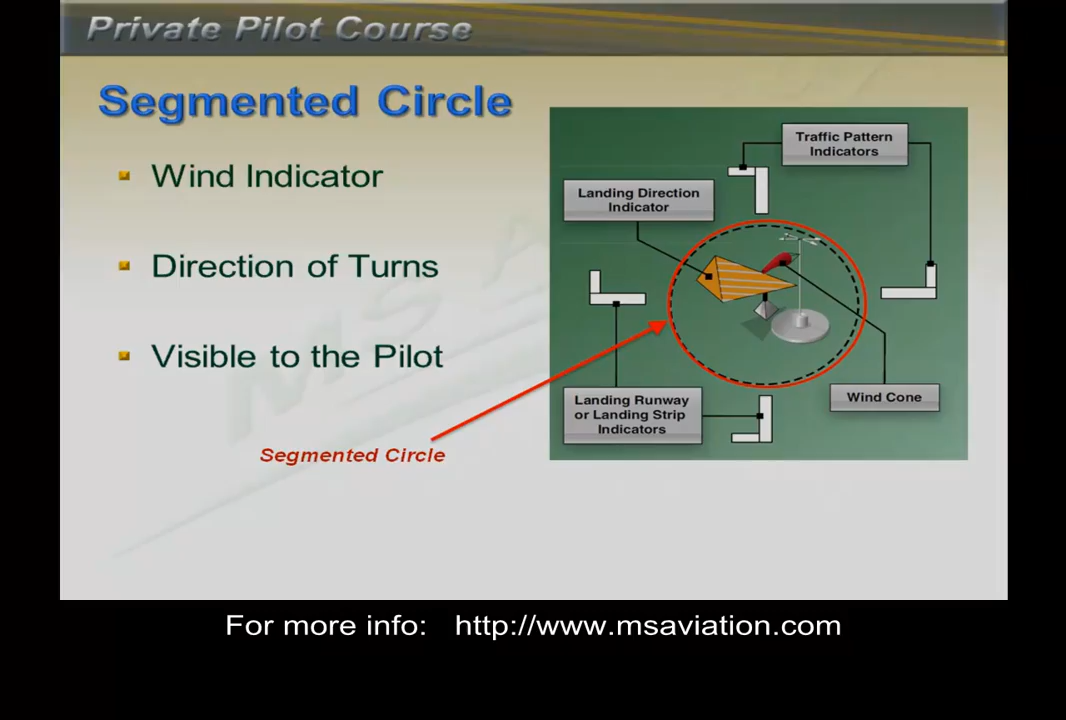 Private Pilot Course
Segmented Circle
Wind Indicator
Direction of Turns
Visible to the Pilot
Segmented Circle
Traffic Pattern
Indicators
Landing Direction
Indicator
Landing Runway
or Landing Strip
Indicators
Wind Cone
MSA
For more info: http://www.msaviation.com